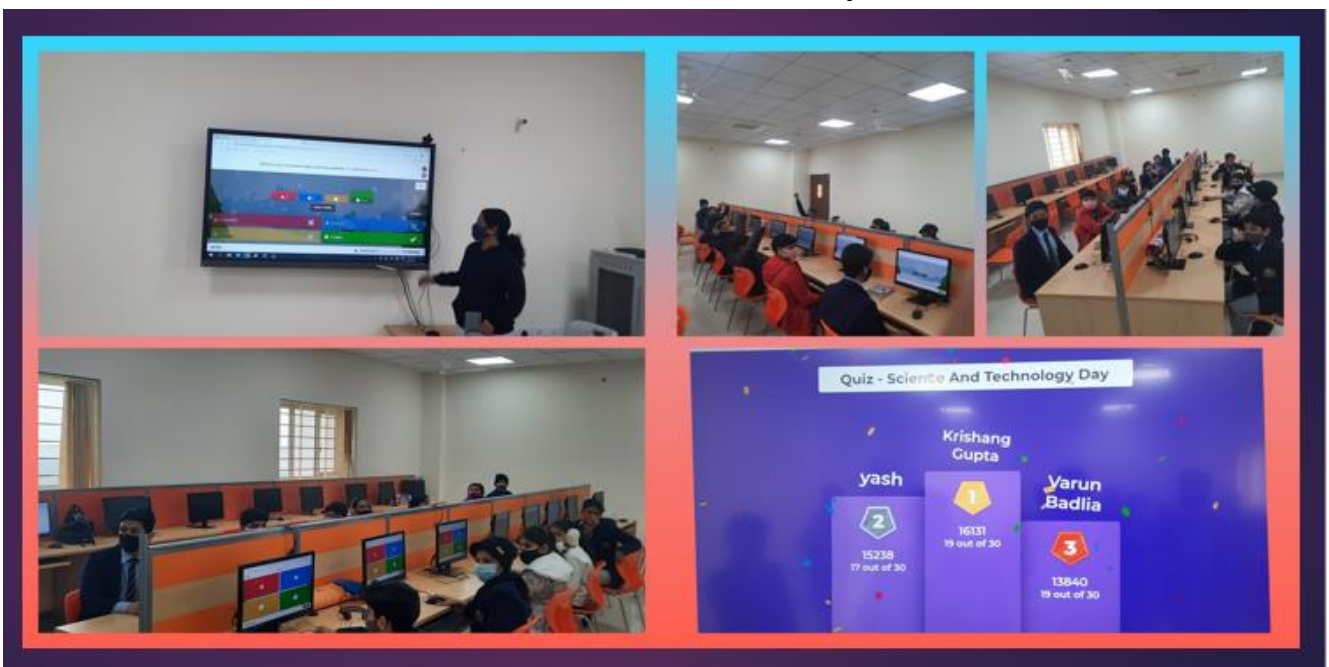 Quiz - Science And Technology Day
Krishang
Gupta
yash
Varun
Badlia
1
2
3
16131
19 out of 30
15238
17 out of 30
13840
19 out of 30